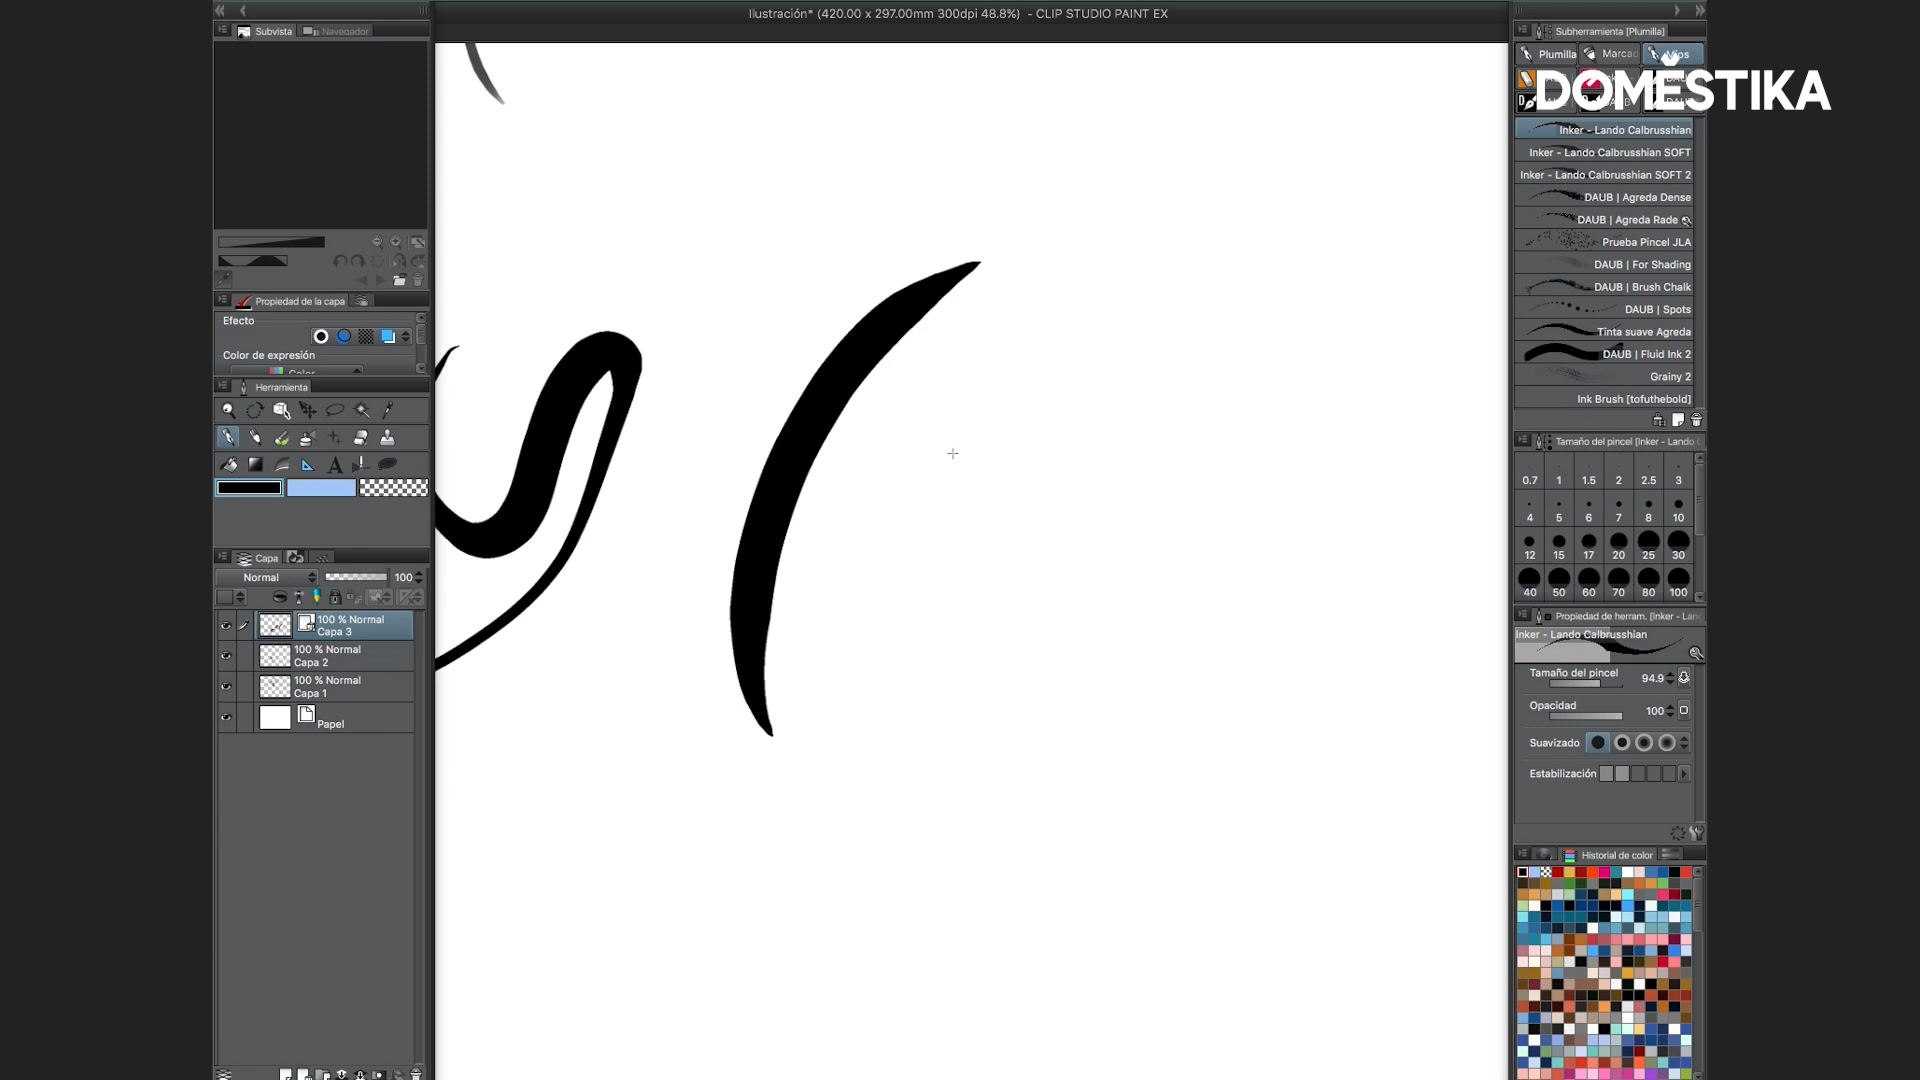 Ilustración* (420.00 x 297.00mm 300dpi 48.8%) - CLIP STUDIO PAINT EX
Subvista
Navegador
Propiedad de la capa
Efecto
Color de expresión
Color
Herramienta
Capa
Normal
100
100 % Normal
Capa 3
100 % Normal
Capa 2
100 % Normal
Capa 1
Papel
Subherramienta [Plumilla]
Plumilla
Marcad
DOMESTIKA
Inker - Lando Calbrusshian
Inker - Lando Calbrusshian SOFT
Inker - Lando Calbrusshian SOFT 2
DAUB | Agreda Dense
DAUB | Agreda Rade
Prueba Pincel JLA
DAUB | For Shading
DAUB | Brush Chalk
DAUB | Spots
Tinta suave Agreda
DAUB | Fluid Ink 2
Grainy 2
Ink Brush [tofuthebold]
Tamaño del pincel [Inker - Lando C
0.7 1 1.5 2 2.5 3
4 5 6 7 8 10
12 15 17 20 25 30
40 50 60 70 80 100
Propiedad de herram. [Inker - Lan
Inker - Lando Calbrusshian
Tamaño del pincel 94.9
Opacidad 100
Suavizado
Estabilización
Historial de color